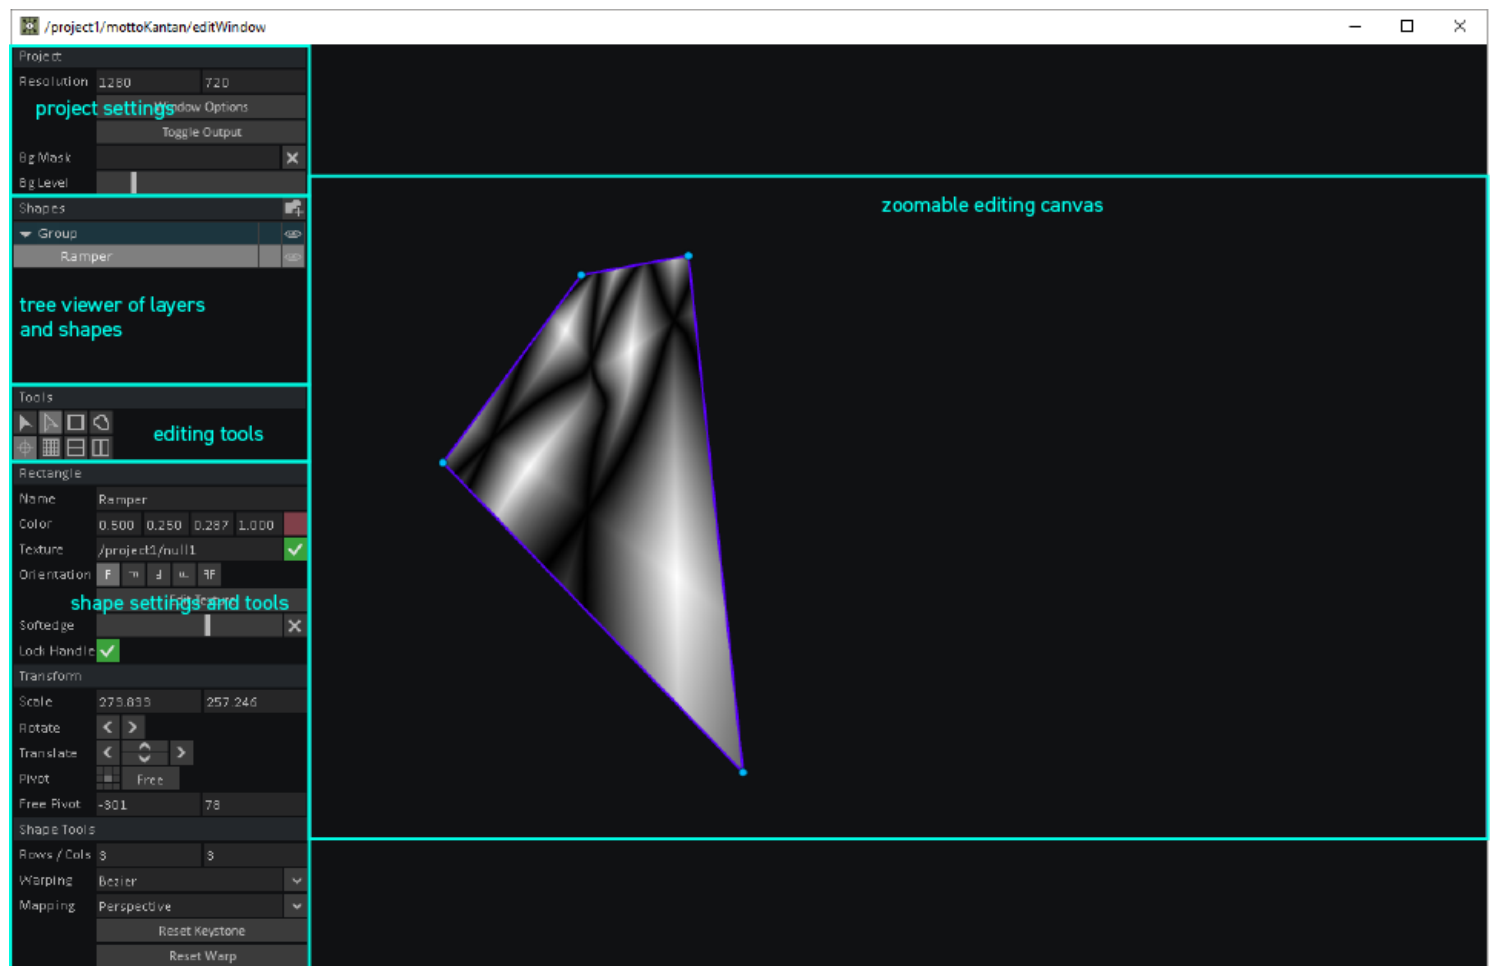 /project1/mottoKantan/editWindow
Project
Resolution 1280 720
Window Options
project settings
Toggle Output
Bg Mask
Bg Level
Shapes
Group
Ramper
zoomable editing canvas
tree viewer of layers
and shapes
Tools
editing tools
Rectangle
Name Ramper
Color 0.500 0.250 0.287 1.000
Texture /project1/null1
Orientation
Edit Texture
shape settings and tools
Softedge
Lock Handle
Transform
Scale 273.833 257.246
Rotate
Translate
Pivot Free
Free Pivot -301 78
Shape Tools
Rows / Cols 3 3
Warping Bezier
Mapping Perspective
Reset Keystone
Reset Warp